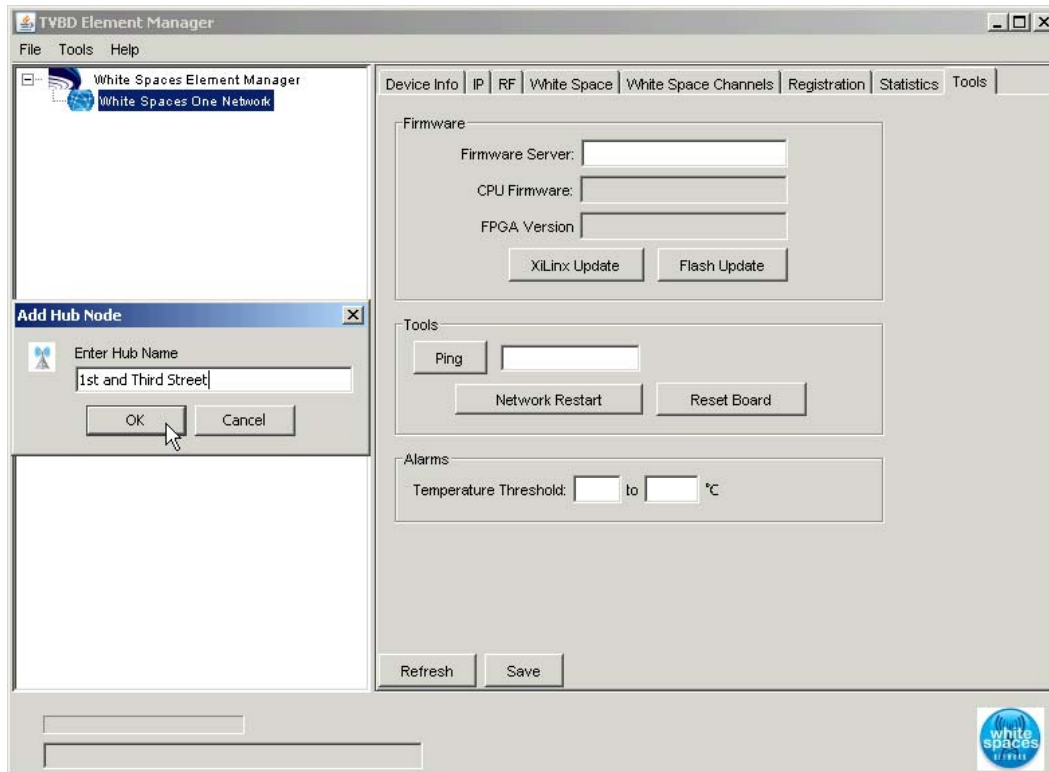 TVBD Element Manager
File Tools Help
White Spaces Element Manager
White Spaces One Network
Device Info IP RF White Space White Space Channels Registration Statistics Tools
Firmware
Firmware Server:
CPU Firmware:
FPGA Version
XiLinx Update Flash Update
Add Hub Node
Enter Hub Name
1st and Third Street
OK Cancel
Tools
Ping
Network Restart Reset Board
Alarms
Temperature Threshold: to °C
Refresh Save
white
spaces
NETWORK